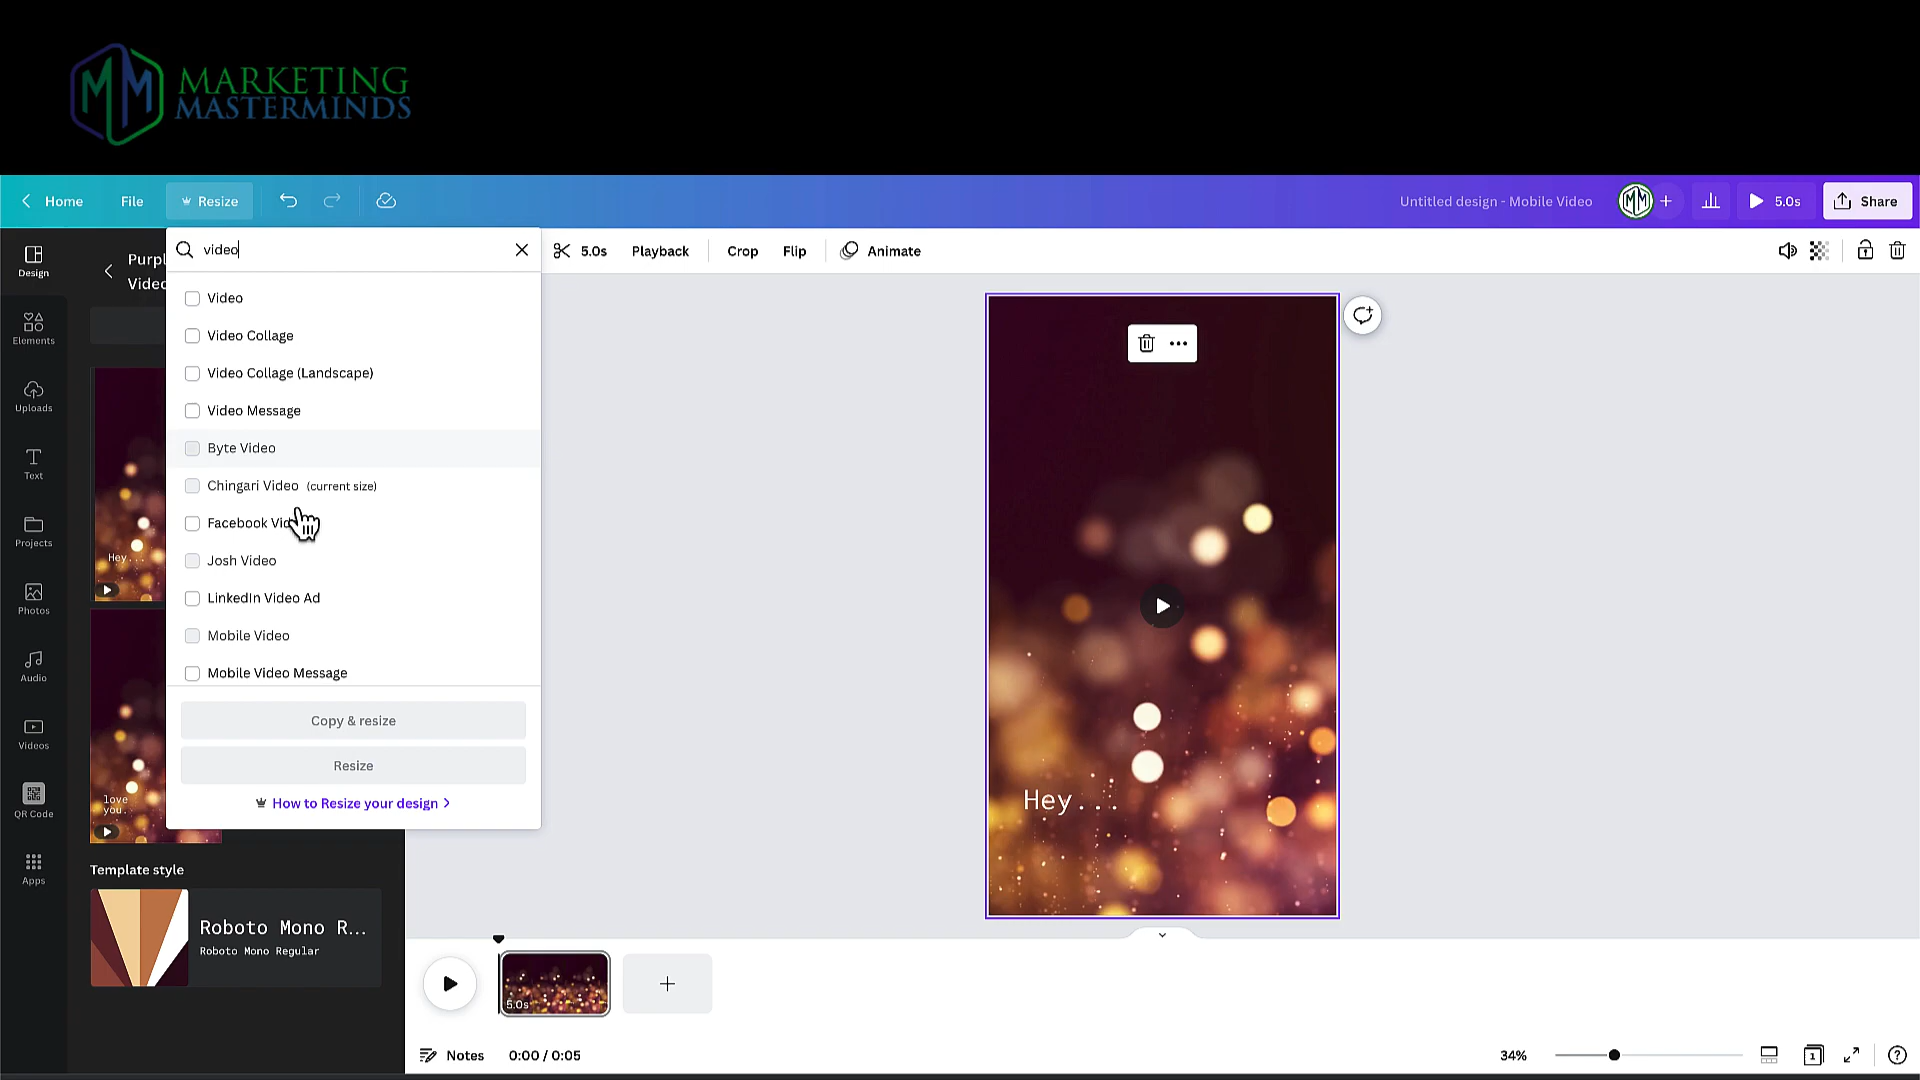 MARKETING
MASTERMINDS
Home
File
Resize
Untitled design - Mobile Video
5.0s
Share
video
5.0s
Playback
Crop
Flip
Animate
Design
Elements
Uploads
Text
Projects
Photos
Audio
Videos
QR Code
Apps
Hey...
love
you.
Video
Video Collage
Video Collage (Landscape)
Video Message
Byte Video
Chingari Video (current size)
Facebook
Josh Video
LinkedIn Video Ad
Mobile Video
Mobile Video Message
Copy & resize
Resize
How to Resize your design
Template style
Roboto Mono R...
Roboto Mono Regular
Hey...
5.0s
Notes
0:00 / 0:05
34%
1